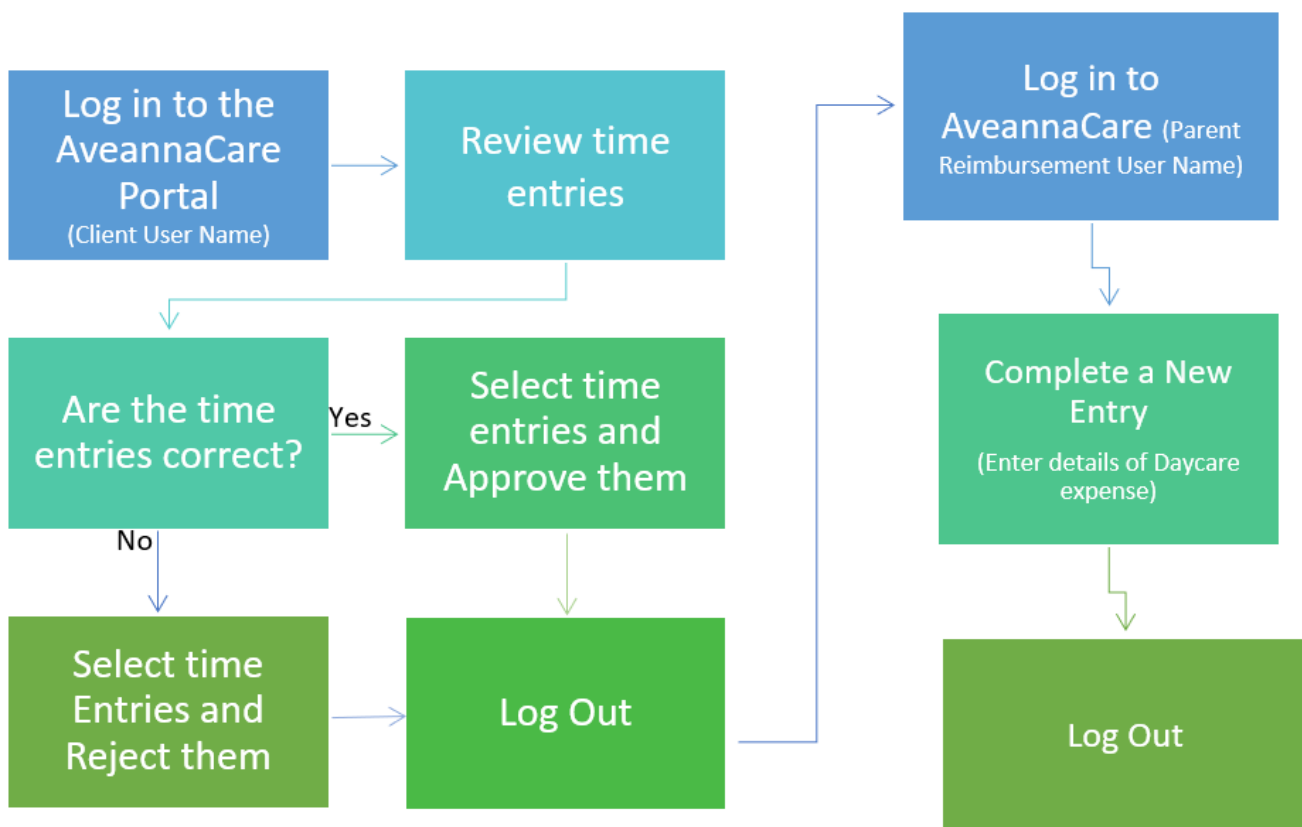 Log in to the
AveannaCare
Portal
(Client User Name)
Review time
entries
Are the time
entries correct?
Yes
Select time
entries and
Approve them
No
Select time
Entries and
Reject them
Log Out
Log in to
AveannaCare (Parent
Reimbursement User Name)
Complete a New
Entry
(Enter details of Daycare
expense)
Log Out